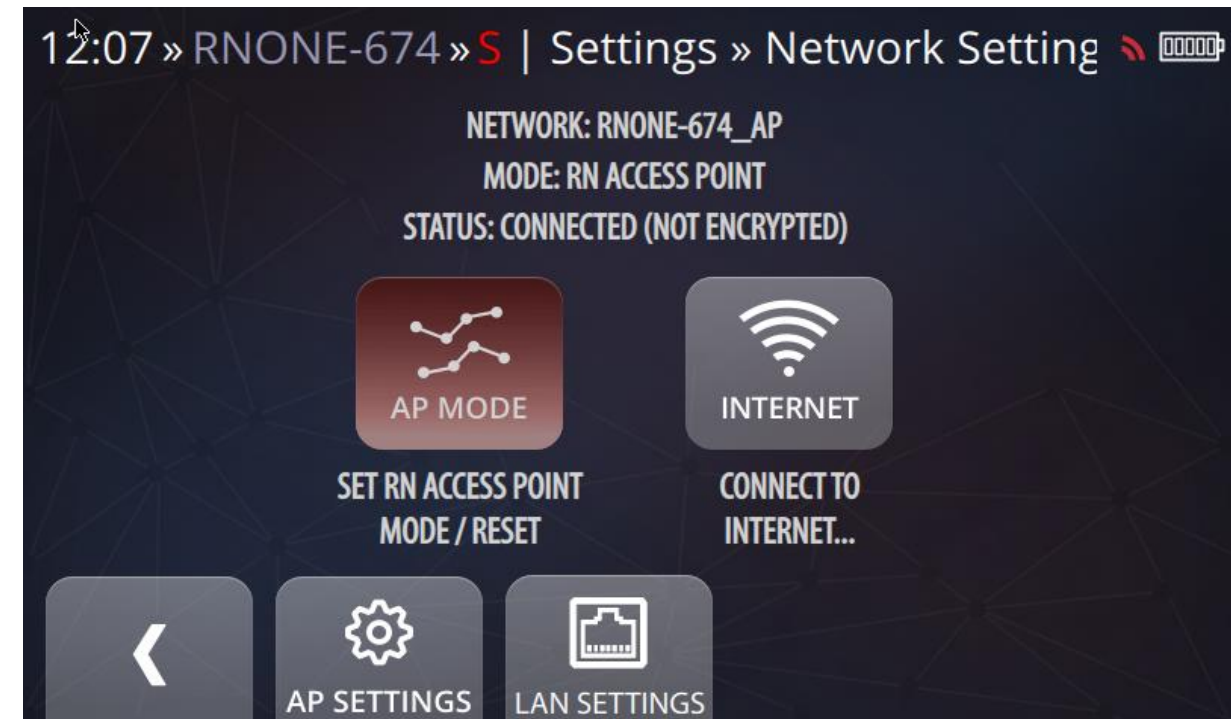 12:07 » RNONE-674 » S | Settings » Network Setting
NETWORK: RNONE-674_AP
MODE: RN ACCESS POINT
STATUS: CONNECTED (NOT ENCRYPTED)
AP MODE
INTERNET
SET RN ACCESS POINT
MODE / RESET
CONNECT TO
INTERNET...
AP SETTINGS
LAN SETTINGS